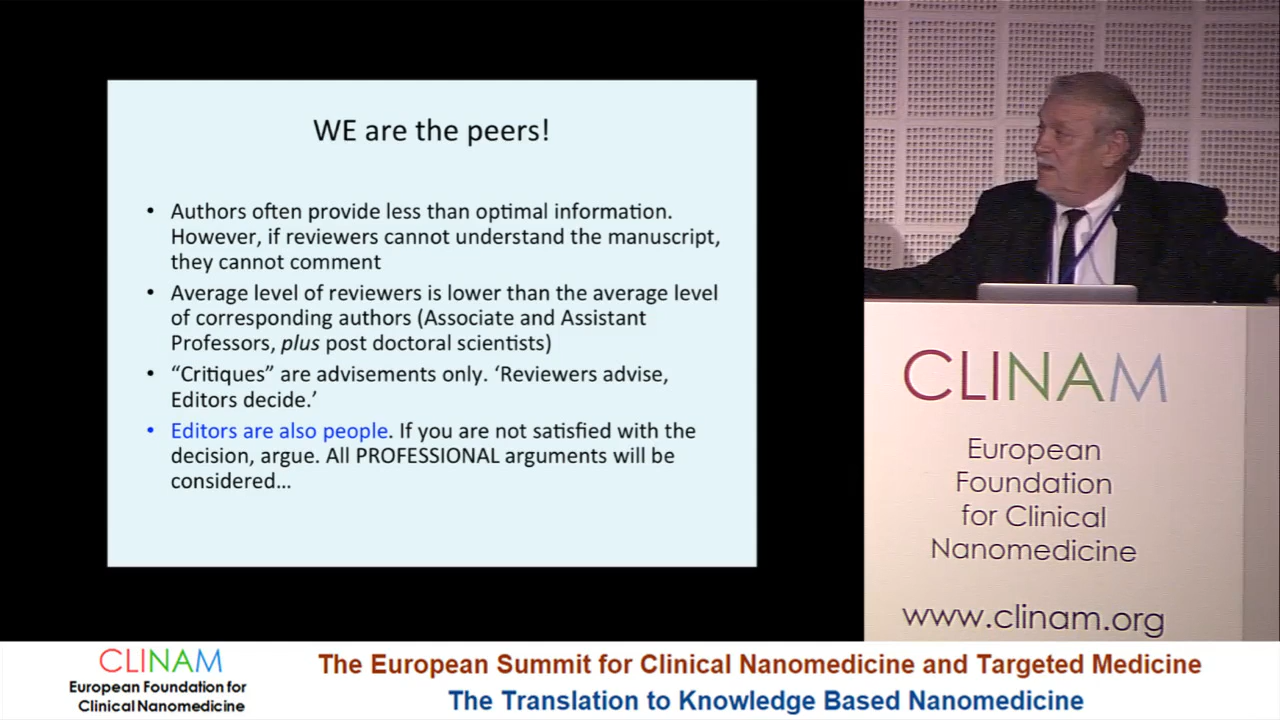 WE are the peers!
• Authors often provide less than optimal information.
However, if reviewers cannot understand the manuscript,
they cannot comment
• Average level of reviewers is lower than the average level
of corresponding authors (Associate and Assistant
Professors, plus post doctoral scientists)
• “Critiques” are advisements only. ‘Reviewers advise,
Editors decide.’
• Editors are also people. If you are not satisfied with the
decision, argue. All PROFESSIONAL arguments will be
considered…
CLINAM
European
Foundation
for Clinical
Nanomedicine
www.clinam.org
CLINAM
European Foundation for
Clinical Nanomedicine
The European Summit for Clinical Nanomedicine and Targeted Medicine
The Translation to Knowledge Based Nanomedicine